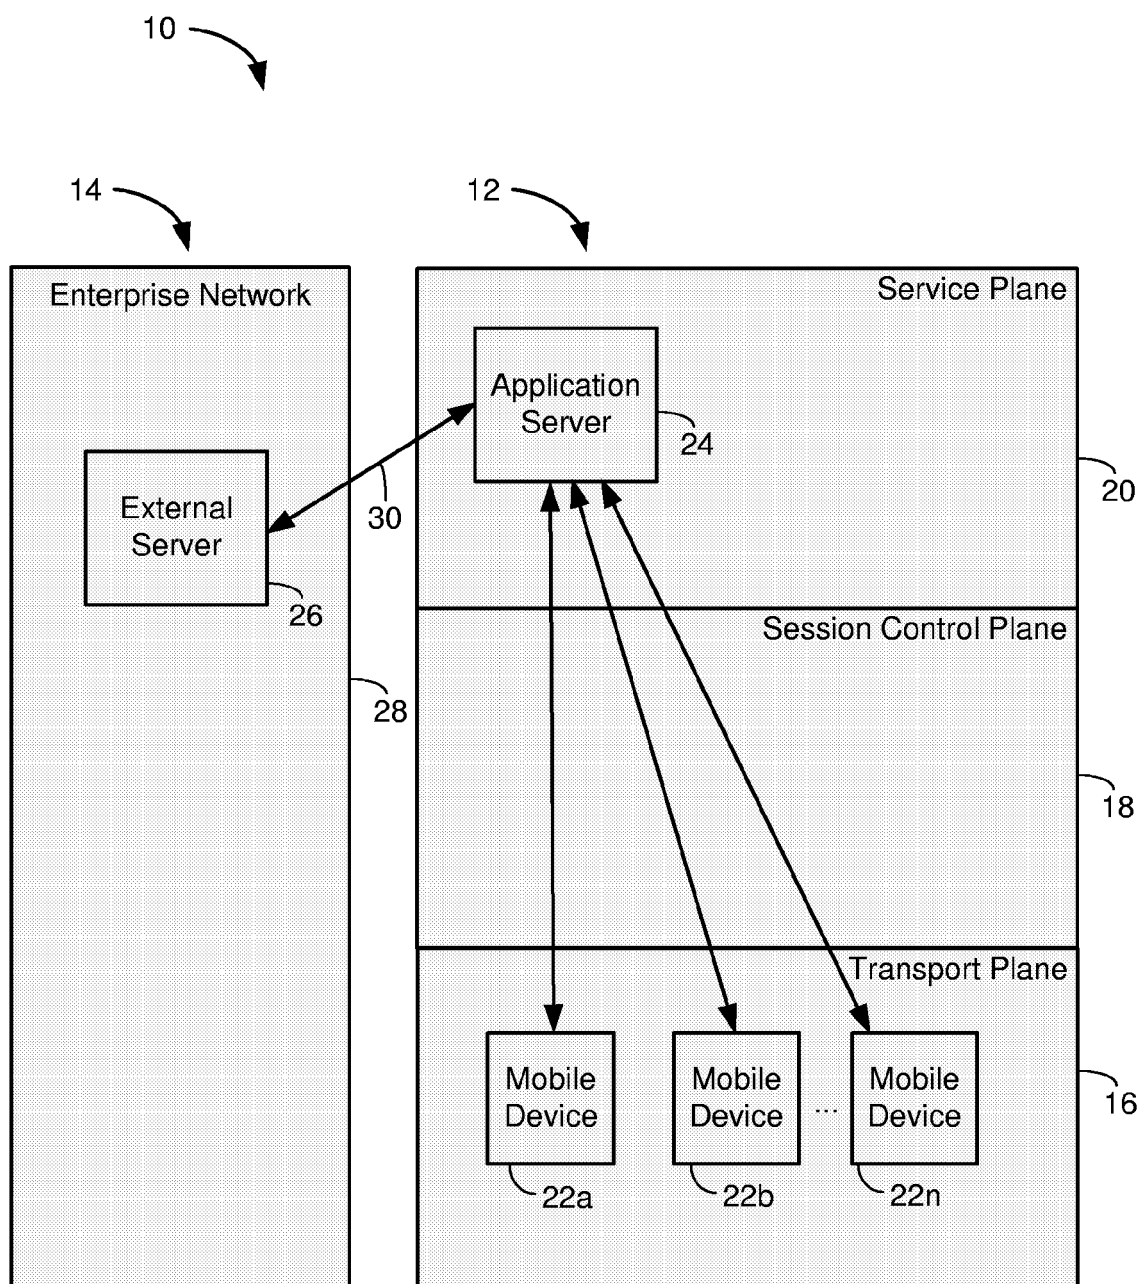 10
14
12
Enterprise Network
Service Plane
Application
Server
24
20
External
Server
30
26
Session Control Plane
28
18
Transport Plane
Mobile
Device
Mobile
Device
...
Mobile
Device
16
22a
22b
22n